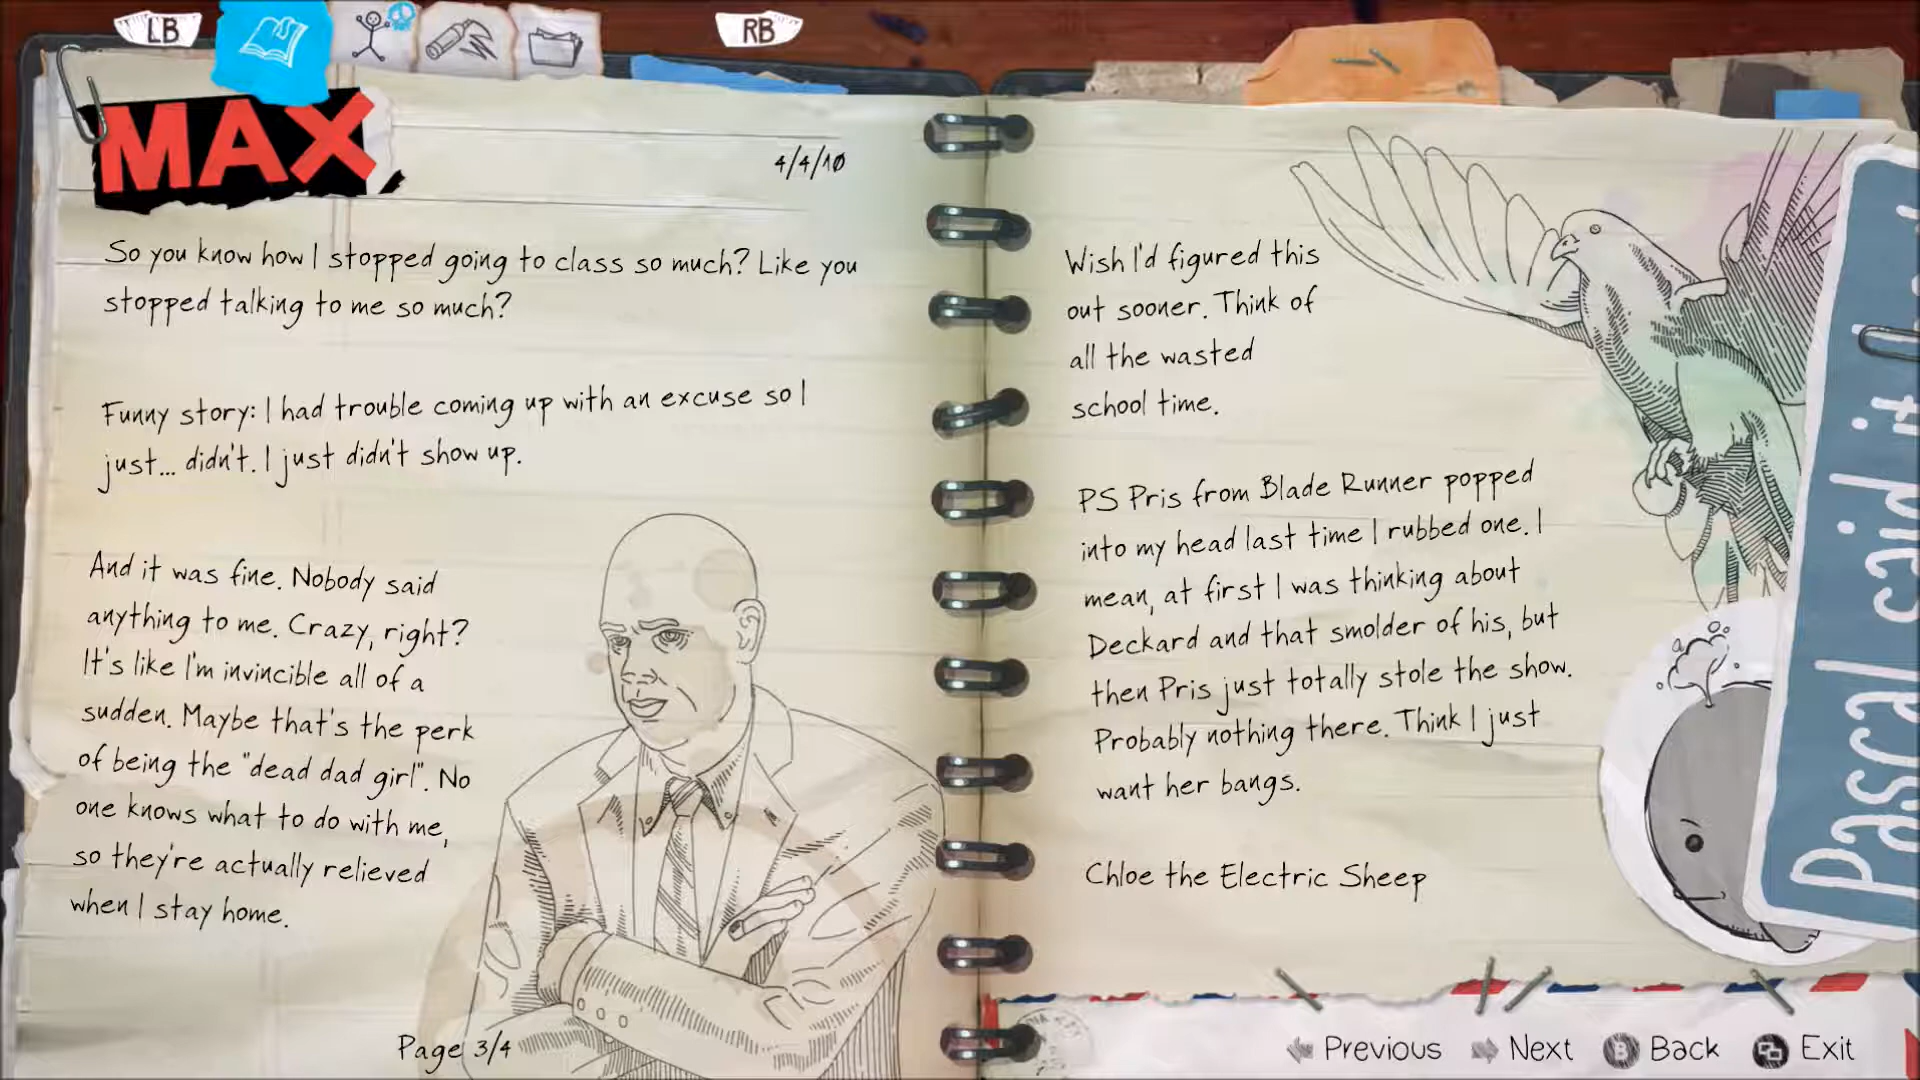 LB
RB
MAX
4/4/10
So you know how I stopped going to class so much? Like you
stopped talking to me so much?
Funny story: I had trouble coming up with an excuse so I
just... didn't. I just didn't show up.
And it was fine. Nobody said
anything to me. Crazy, right?
It's like I'm invincible all of a
sudden. Maybe that's the perk
of being the "dead dad girl". No
one knows what to do with me,
so they're actually relieved
when I stay home.
Page 3/4
Wish I'd figured this
out sooner. Think of
all the wasted
school time.
PS Pris from Blade Runner popped
into my head last time I rubbed one. I
mean, at first I was thinking about
Deckard and that smolder of his, but
then Pris just totally stole the show.
Probably nothing there. Think I just
want her bangs.
Chloe the Electric Sheep
Pascal said it
Previous
Next
B Back
Exit